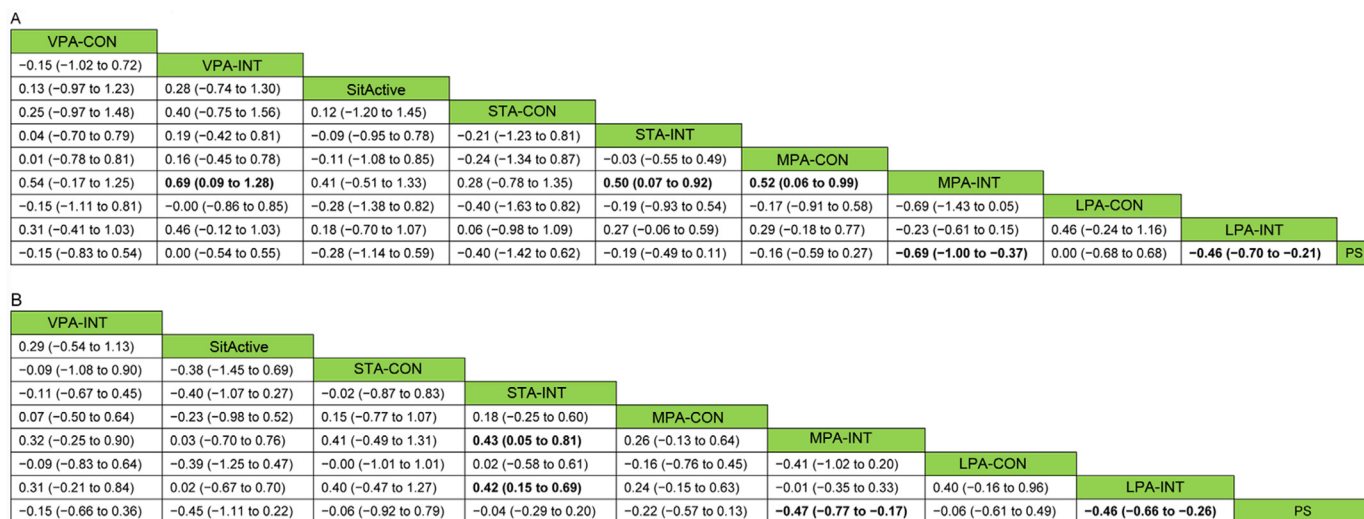 A
VPA-CON
−0.15 (−1.02 to 0.72) VPA-INT
0.13 (−0.97 to 1.23) 0.28 (−0.74 to 1.30) SitActive
0.25 (−0.97 to 1.48) 0.40 (−0.75 to 1.56) 0.12 (−1.20 to 1.45) STA-CON
0.04 (−0.70 to 0.79) 0.19 (−0.42 to 0.81) −0.09 (−0.95 to 0.78) −0.21 (−1.23 to 0.81) STA-INT
0.01 (−0.78 to 0.81) 0.16 (−0.45 to 0.78) −0.11 (−1.08 to 0.85) −0.24 (−1.34 to 0.87) −0.03 (−0.55 to 0.49) MPA-CON
0.54 (−0.17 to 1.25) 0.69 (0.09 to 1.28) 0.41 (−0.51 to 1.33) 0.28 (−0.78 to 1.35) 0.50 (0.07 to 0.92) 0.52 (0.06 to 0.99) MPA-INT
−0.15 (−1.11 to 0.81) −0.00 (−0.86 to 0.85) −0.28 (−1.38 to 0.82) −0.40 (−1.63 to 0.82) −0.19 (−0.93 to 0.54) −0.17 (−0.91 to 0.58) −0.69 (−1.43 to 0.05) LPA-CON
0.31 (−0.41 to 1.03) 0.46 (−0.12 to 1.03) 0.18 (−0.70 to 1.07) 0.06 (−0.98 to 1.09) 0.27 (−0.06 to 0.59) 0.29 (−0.18 to 0.77) −0.23 (−0.61 to 0.15) 0.46 (−0.24 to 1.16) LPA-INT
−0.15 (−0.83 to 0.54) 0.00 (−0.54 to 0.55) −0.28 (−1.14 to 0.59) −0.40 (−1.42 to 0.62) −0.19 (−0.49 to 0.11) −0.16 (−0.59 to 0.27) −0.69 (−1.00 to −0.37) 0.00 (−0.68 to 0.68) −0.46 (−0.70 to −0.21) PS
B
VPA-INT
0.29 (−0.54 to 1.13) SitActive
−0.09 (−1.08 to 0.90) −0.38 (−1.45 to 0.69) STA-CON
−0.11 (−0.67 to 0.45) −0.40 (−1.07 to 0.27) −0.02 (−0.87 to 0.83) STA-INT
0.07 (−0.50 to 0.64) −0.23 (−0.98 to 0.52) 0.15 (−0.77 to 1.07) 0.18 (−0.25 to 0.60) MPA-CON
0.32 (−0.25 to 0.90) 0.03 (−0.70 to 0.76) 0.41 (−0.49 to 1.31) 0.43 (0.05 to 0.81) 0.26 (−0.13 to 0.64) MPA-INT
−0.09 (−0.83 to 0.64) −0.39 (−1.25 to 0.47) −0.00 (−1.01 to 1.01) 0.02 (−0.58 to 0.61) −0.16 (−0.76 to 0.45) −0.41 (−1.02 to 0.20) LPA-CON
0.31 (−0.21 to 0.84) 0.02 (−0.67 to 0.70) 0.40 (−0.47 to 1.27) 0.42 (0.15 to 0.69) 0.24 (−0.15 to 0.63) −0.01 (−0.35 to 0.33) 0.40 (−0.16 to 0.96) LPA-INT
−0.15 (−0.66 to 0.36) −0.45 (−1.11 to 0.22) −0.06 (−0.92 to 0.79) −0.04 (−0.29 to 0.20) −0.22 (−0.57 to 0.13) −0.47 (−0.77 to −0.17) −0.06 (−0.61 to 0.49) −0.46 (−0.66 to −0.26) PS